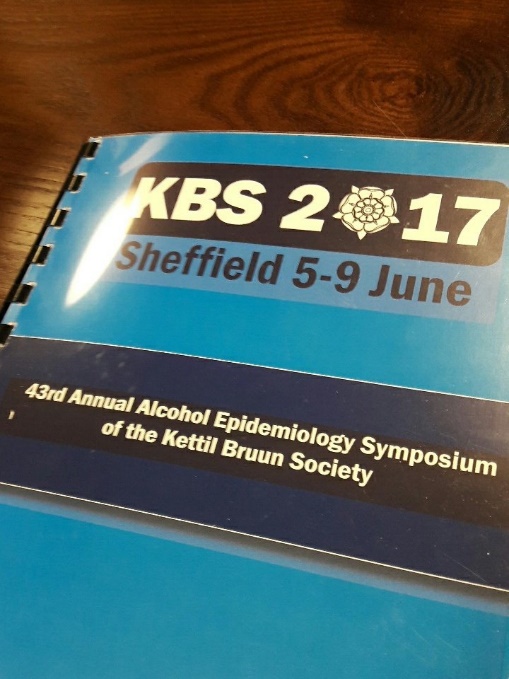 KBS 2017
Sheffield 5-9 June
43rd Annual Alcohol Epidemiology Symposium
of the Kettil Bruun Society